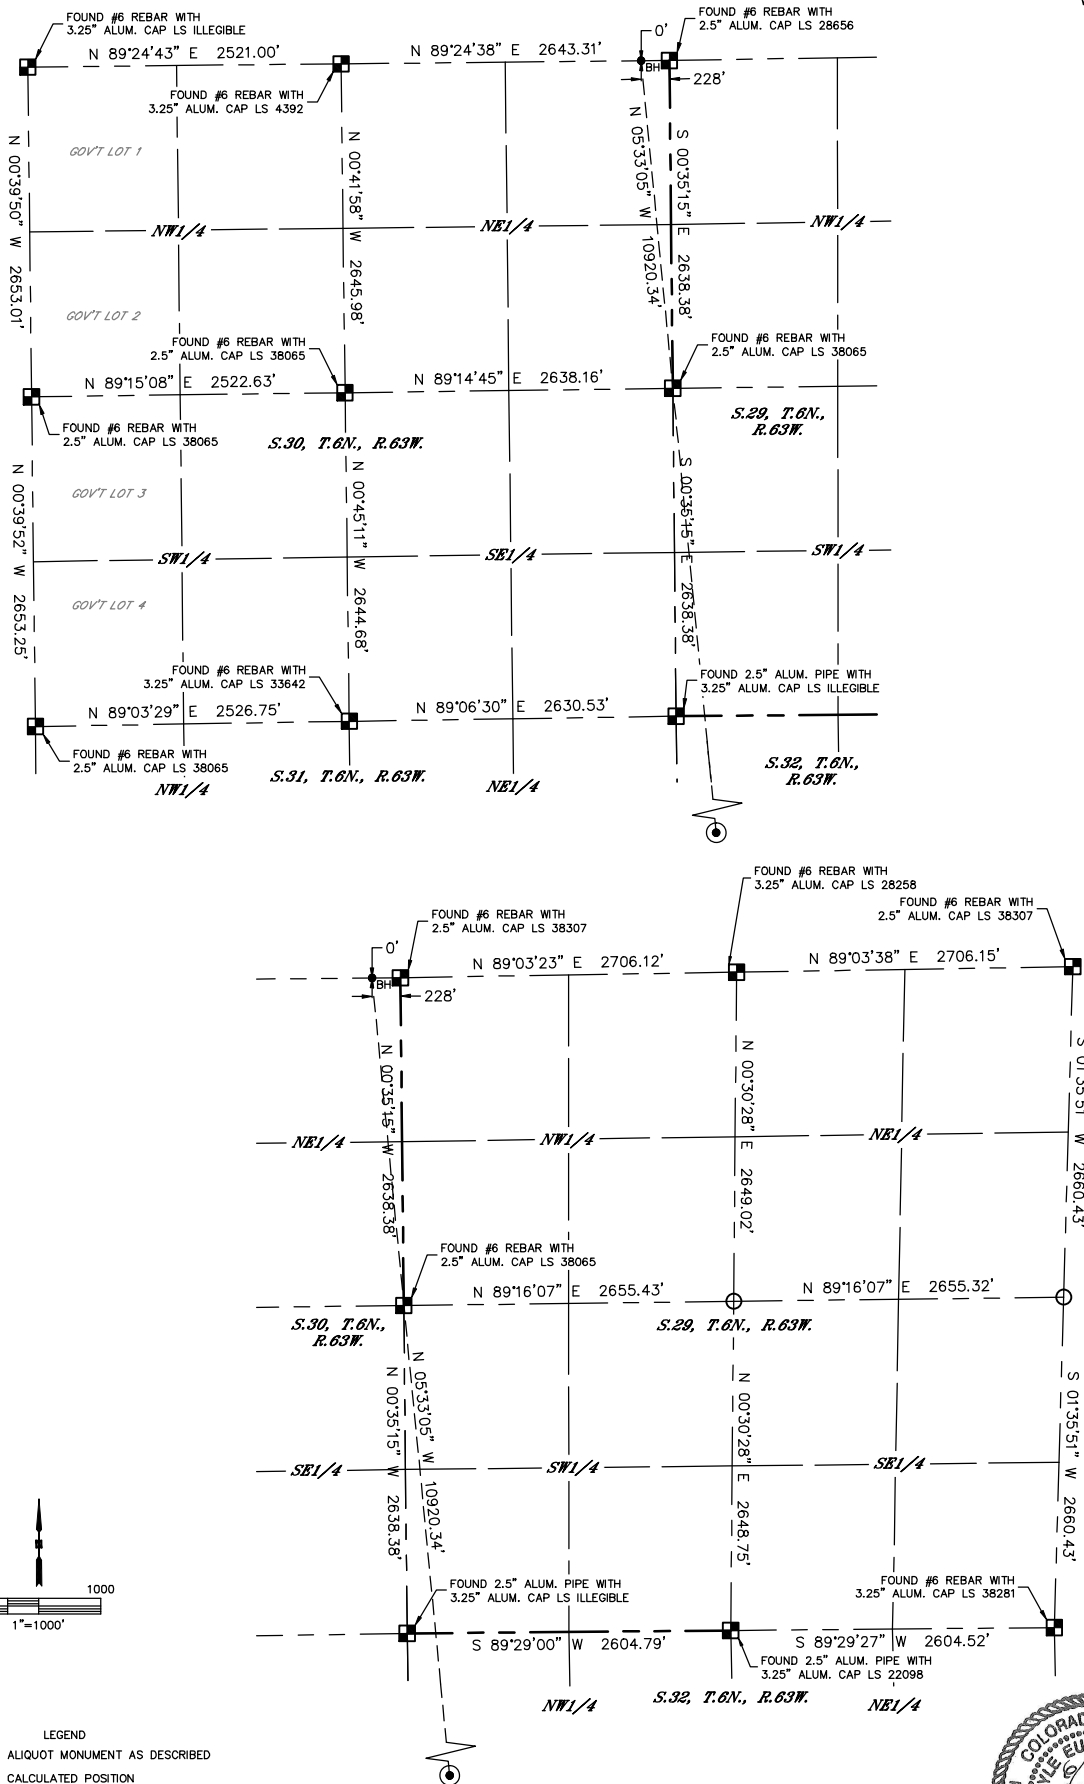 FOUND #6 REBAR WITH
3.25" ALUM. CAP LS ILLEGIBLE
N 89°24'43" E 2521.00'
N 89°24'38" E 2643.31'
0'
FOUND #6 REBAR WITH
2.5" ALUM. CAP LS 28656
BH
228'
FOUND #6 REBAR WITH
3.25" ALUM. CAP LS 4392
GOV'T LOT 1
N 00°39'50" W 2653.01'
N 00°41'58" W 2645.98'
N 05°33'05" W 10920.34'
S 00°35'15" E 2638.38'
NW1/4
NE1/4
NW1/4
GOV'T LOT 2
FOUND #6 REBAR WITH
2.5" ALUM. CAP LS 38065
FOUND #6 REBAR WITH
2.5" ALUM. CAP LS 38065
N 89°15'08" E 2522.63'
N 89°14'45" E 2638.16'
FOUND #6 REBAR WITH
2.5" ALUM. CAP LS 38065
S.30, T.6N., R.63W.
S.29, T.6N.,
R.63W.
GOV'T LOT 3
N 00°39'52" W 2653.25'
N 00°45'11" W 2644.68'
S 00°35'15" E 2638.38'
SW1/4
SE1/4
SW1/4
GOV'T LOT 4
FOUND #6 REBAR WITH
3.25" ALUM. CAP LS 33642
FOUND 2.5" ALUM. PIPE WITH
3.25" ALUM. CAP LS ILLEGIBLE
N 89°03'29" E 2526.75'
N 89°06'30" E 2630.53'
FOUND #6 REBAR WITH
2.5" ALUM. CAP LS 38065
S.31, T.6N., R.63W.
S.32, T.6N.,
R.63W.
NW1/4
NE1/4
FOUND #6 REBAR WITH
3.25" ALUM. CAP LS 28258
FOUND #6 REBAR WITH
2.5" ALUM. CAP LS 38307
FOUND #6 REBAR WITH
2.5" ALUM. CAP LS 38307
0'
N 89°03'23" E 2706.12'
N 89°03'38" E 2706.15'
BH
228'
N 00°35'15" W 2638.38'
N 00°30'28" E 2649.02'
S 01°35'51" W 2660.43'
NE1/4
NW1/4
NE1/4
FOUND #6 REBAR WITH
2.5" ALUM. CAP LS 38065
N 89°16'07" E 2655.43'
N 89°16'07" E 2655.32'
S.30, T.6N.,
R.63W.
S.29, T.6N., R.63W.
N 00°35'15" W 2638.38'
N 05°33'05" W 10920.34'
N 00°30'28" E 2648.75'
S 01°35'51" W 2660.43'
SE1/4
SW1/4
SE1/4
FOUND 2.5" ALUM. PIPE WITH
3.25" ALUM. CAP LS ILLEGIBLE
FOUND #6 REBAR WITH
3.25" ALUM. CAP LS 38281
1000
1"=1000'
S 89°29'00" W 2604.79'
S 89°29'27" W 2604.52'
FOUND 2.5" ALUM. PIPE WITH
3.25" ALUM. CAP LS 22098
NW1/4
S.32, T.6N., R.63W.
NE1/4
LEGEND
ALIQUOT MONUMENT AS DESCRIBED
CALCULATED POSITION